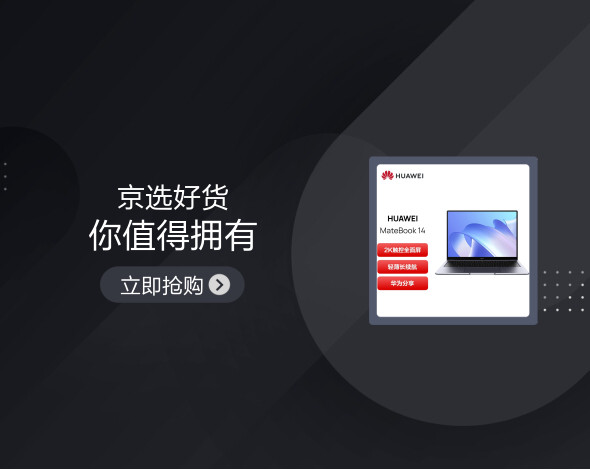 京选好货
你值得拥有
立即抢购
HUAWEI
HUAWEI
MateBook 14
2K触控全面屏
轻薄长续航
华为分享